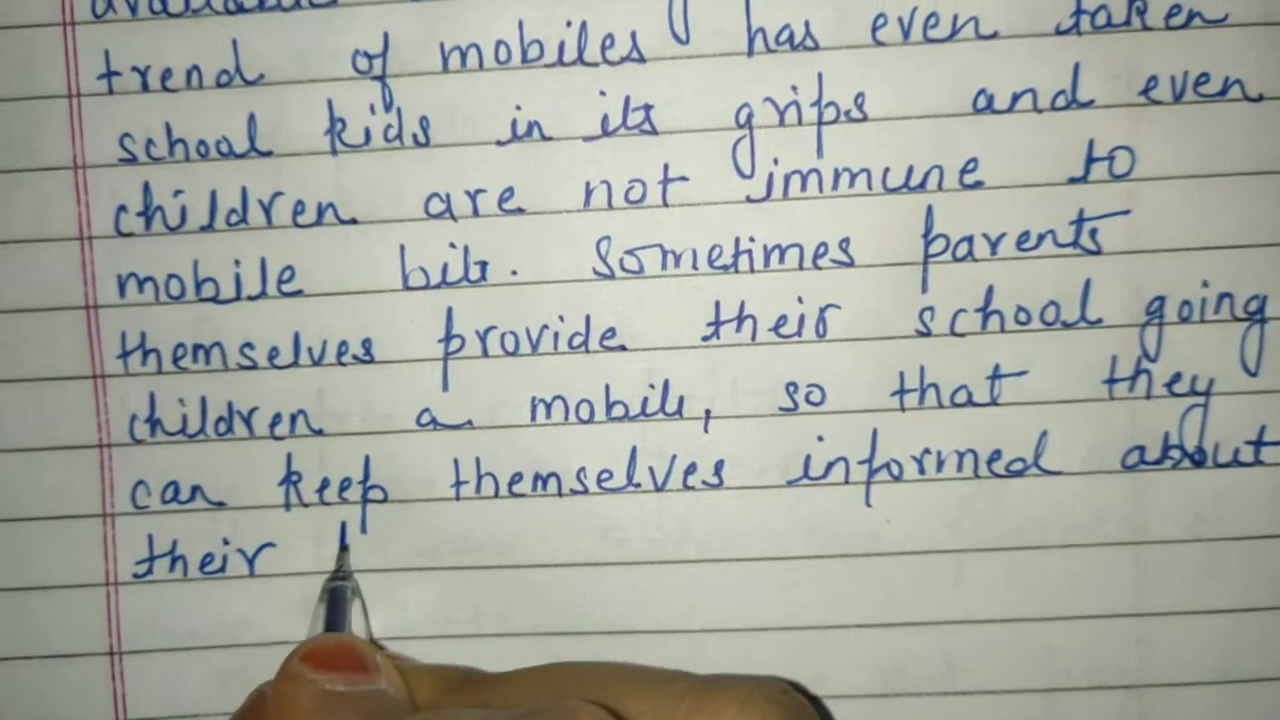 trend of mobiles has even taken
school kids in its grips and even
children are not immune to
mobile bite. Sometimes parents
themselves provide their school going
children a mobile, so that they
can keep themselves informed about
their